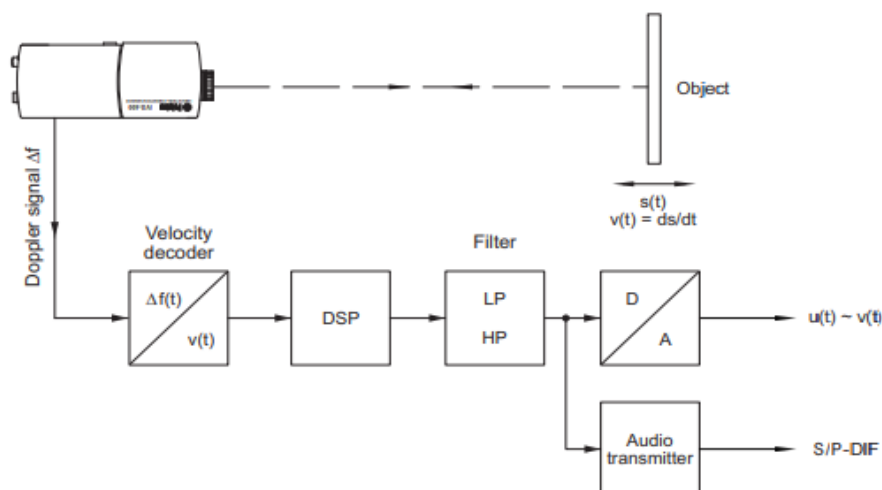 Object
s(t)
v(t) = ds/dt
Doppler signal Δf
Velocity
decoder
Δf(t)
v(t)
DSP
Filter
LP
HP
D
A
u(t) ~ v(t)
Audio
transmitter
S/P-DIF